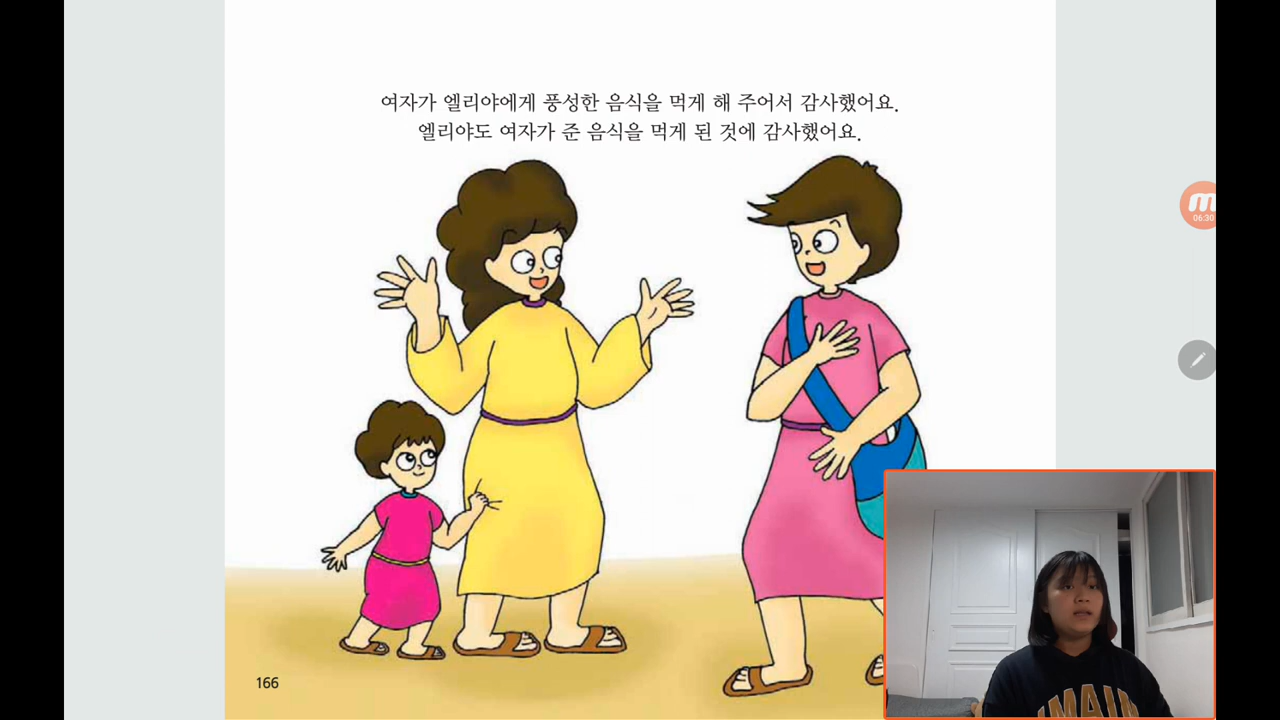 여자가 엘리야에게 풍성한 음식을 먹게 해 주어서 감사했어요.
엘리야도 여자가 준 음식을 먹게 된 것에 감사했어요.
m
06:30
166